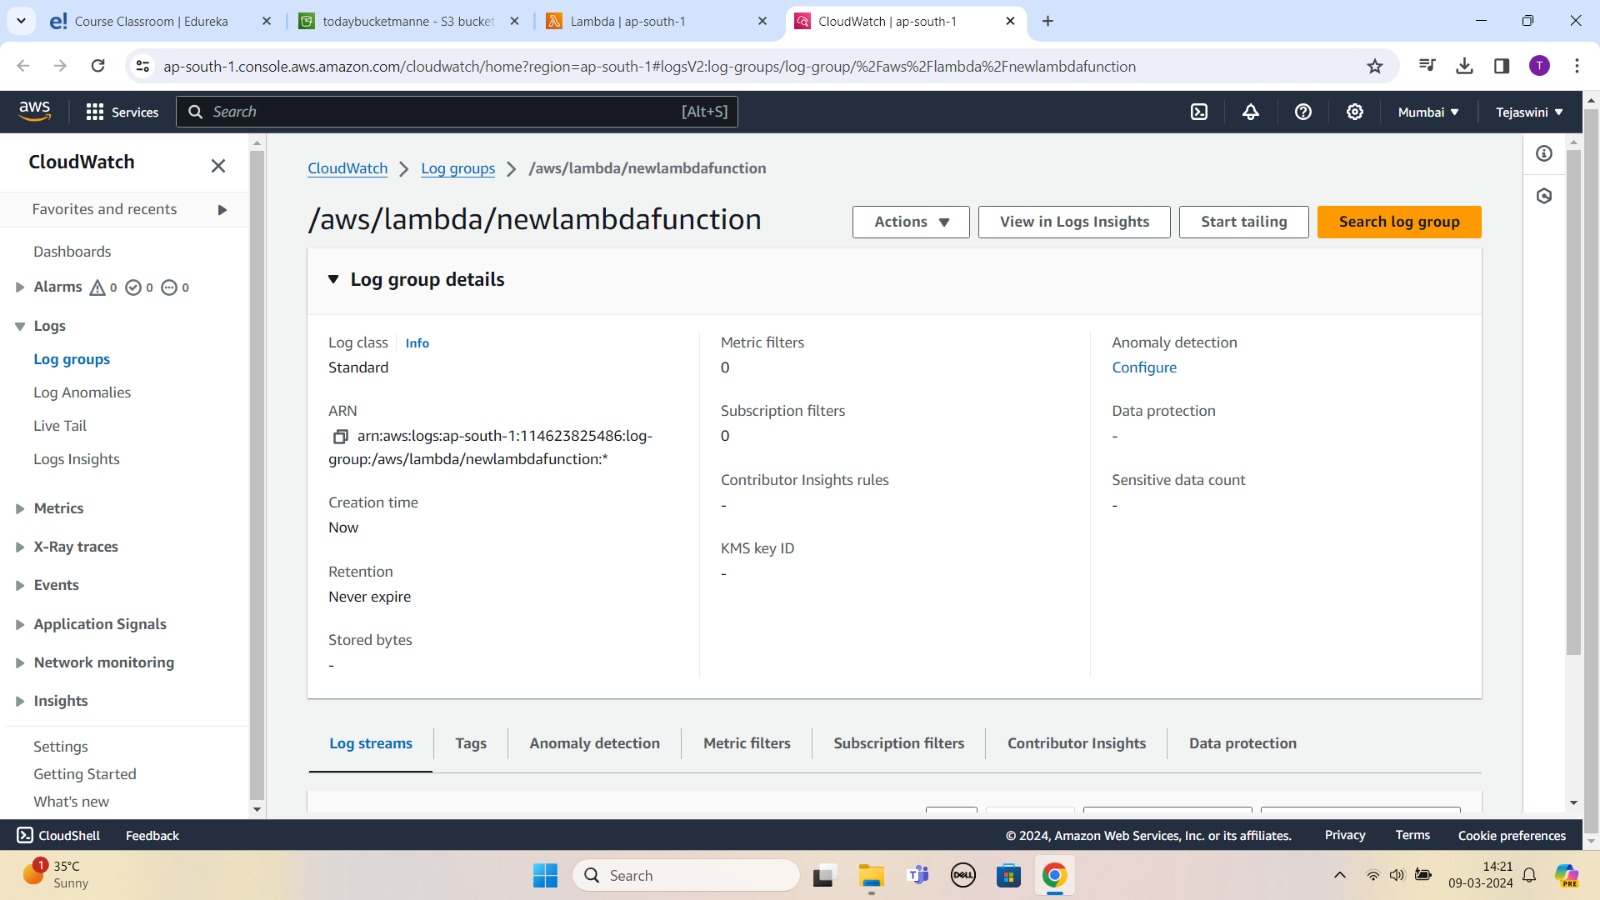 Course Classroom | Edureka
todaybucketmanne - S3 bucket
Lambda | ap-south-1
CloudWatch | ap-south-1
ap-south-1.console.aws.amazon.com/cloudwatch/home?region=ap-south-1#logsV2:log-groups/log-group/%2Faws%2Flambda%2Fnewlambdafunction
T
aws
Services
Search
[Alt+S]
Mumbai
Tejaswini
CloudWatch
Favorites and recents
Dashboards
Alarms 0 0 0
Logs
Log groups
Log Anomalies
Live Tail
Logs Insights
Metrics
X-Ray traces
Events
Application Signals
Network monitoring
Insights
Settings
Getting Started
What's new
CloudWatch > Log groups > /aws/lambda/newlambdafunction
/aws/lambda/newlambdafunction
Actions
View in Logs Insights
Start tailing
Search log group
Log group details
Log class Info
Standard
ARN
arn:aws:logs:ap-south-1:114623825486:log-
group:/aws/lambda/newlambdafunction:*
Creation time
Now
Retention
Never expire
Stored bytes
-
Metric filters
0
Subscription filters
0
Contributor Insights rules
-
KMS key ID
-
Anomaly detection
Configure
Data protection
-
Sensitive data count
-
Log streams
Tags
Anomaly detection
Metric filters
Subscription filters
Contributor Insights
Data protection
CloudShell
Feedback
© 2024, Amazon Web Services, Inc. or its affiliates.
Privacy
Terms
Cookie preferences
1
35°C
Sunny
Search
DELL
14:21
09-03-2024
PRE